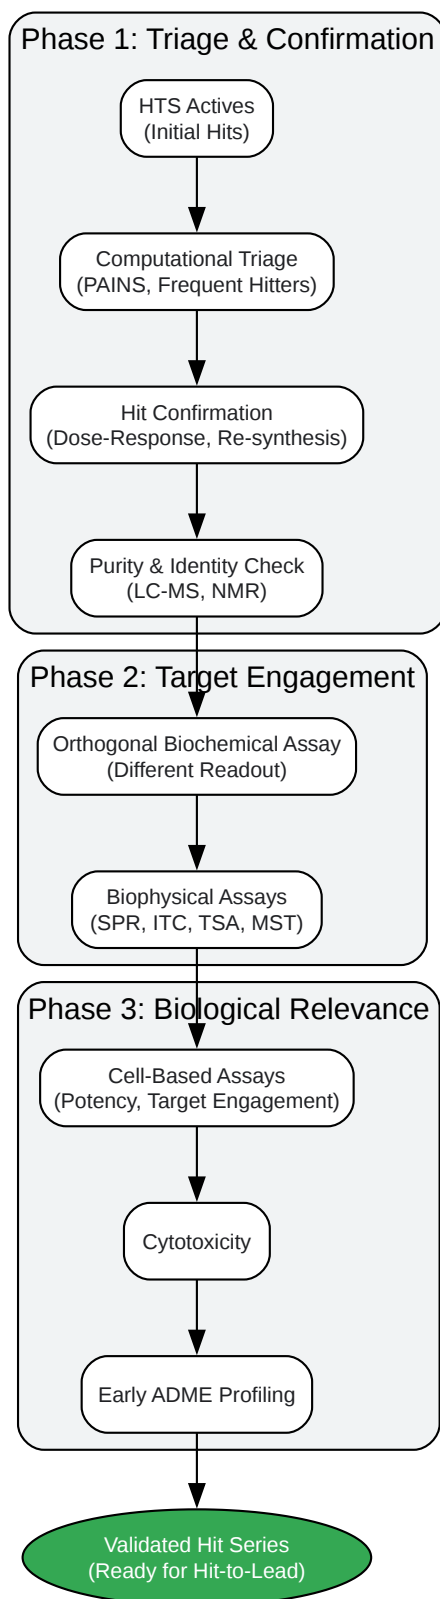 Phase 1: Triage & Confirmation
HTS Actives
(Initial Hits)
Computational Triage
(PAINS, Frequent Hitters)
Hit Confirmation
(Dose-Response, Re-synthesis)
Purity & Identity Check
(LC-MS, NMR)
Phase 2: Target Engagement
Orthogonal Biochemical Assay
(Different Readout)
Biophysical Assays
(SPR, ITC, TSA, MST)
Phase 3: Biological Relevance
Cell-Based Assays
(Potency, Target Engagement)
Cytotoxicity
Early ADME Profiling
Validated Hit Series
(Ready for Hit-to-Lead)